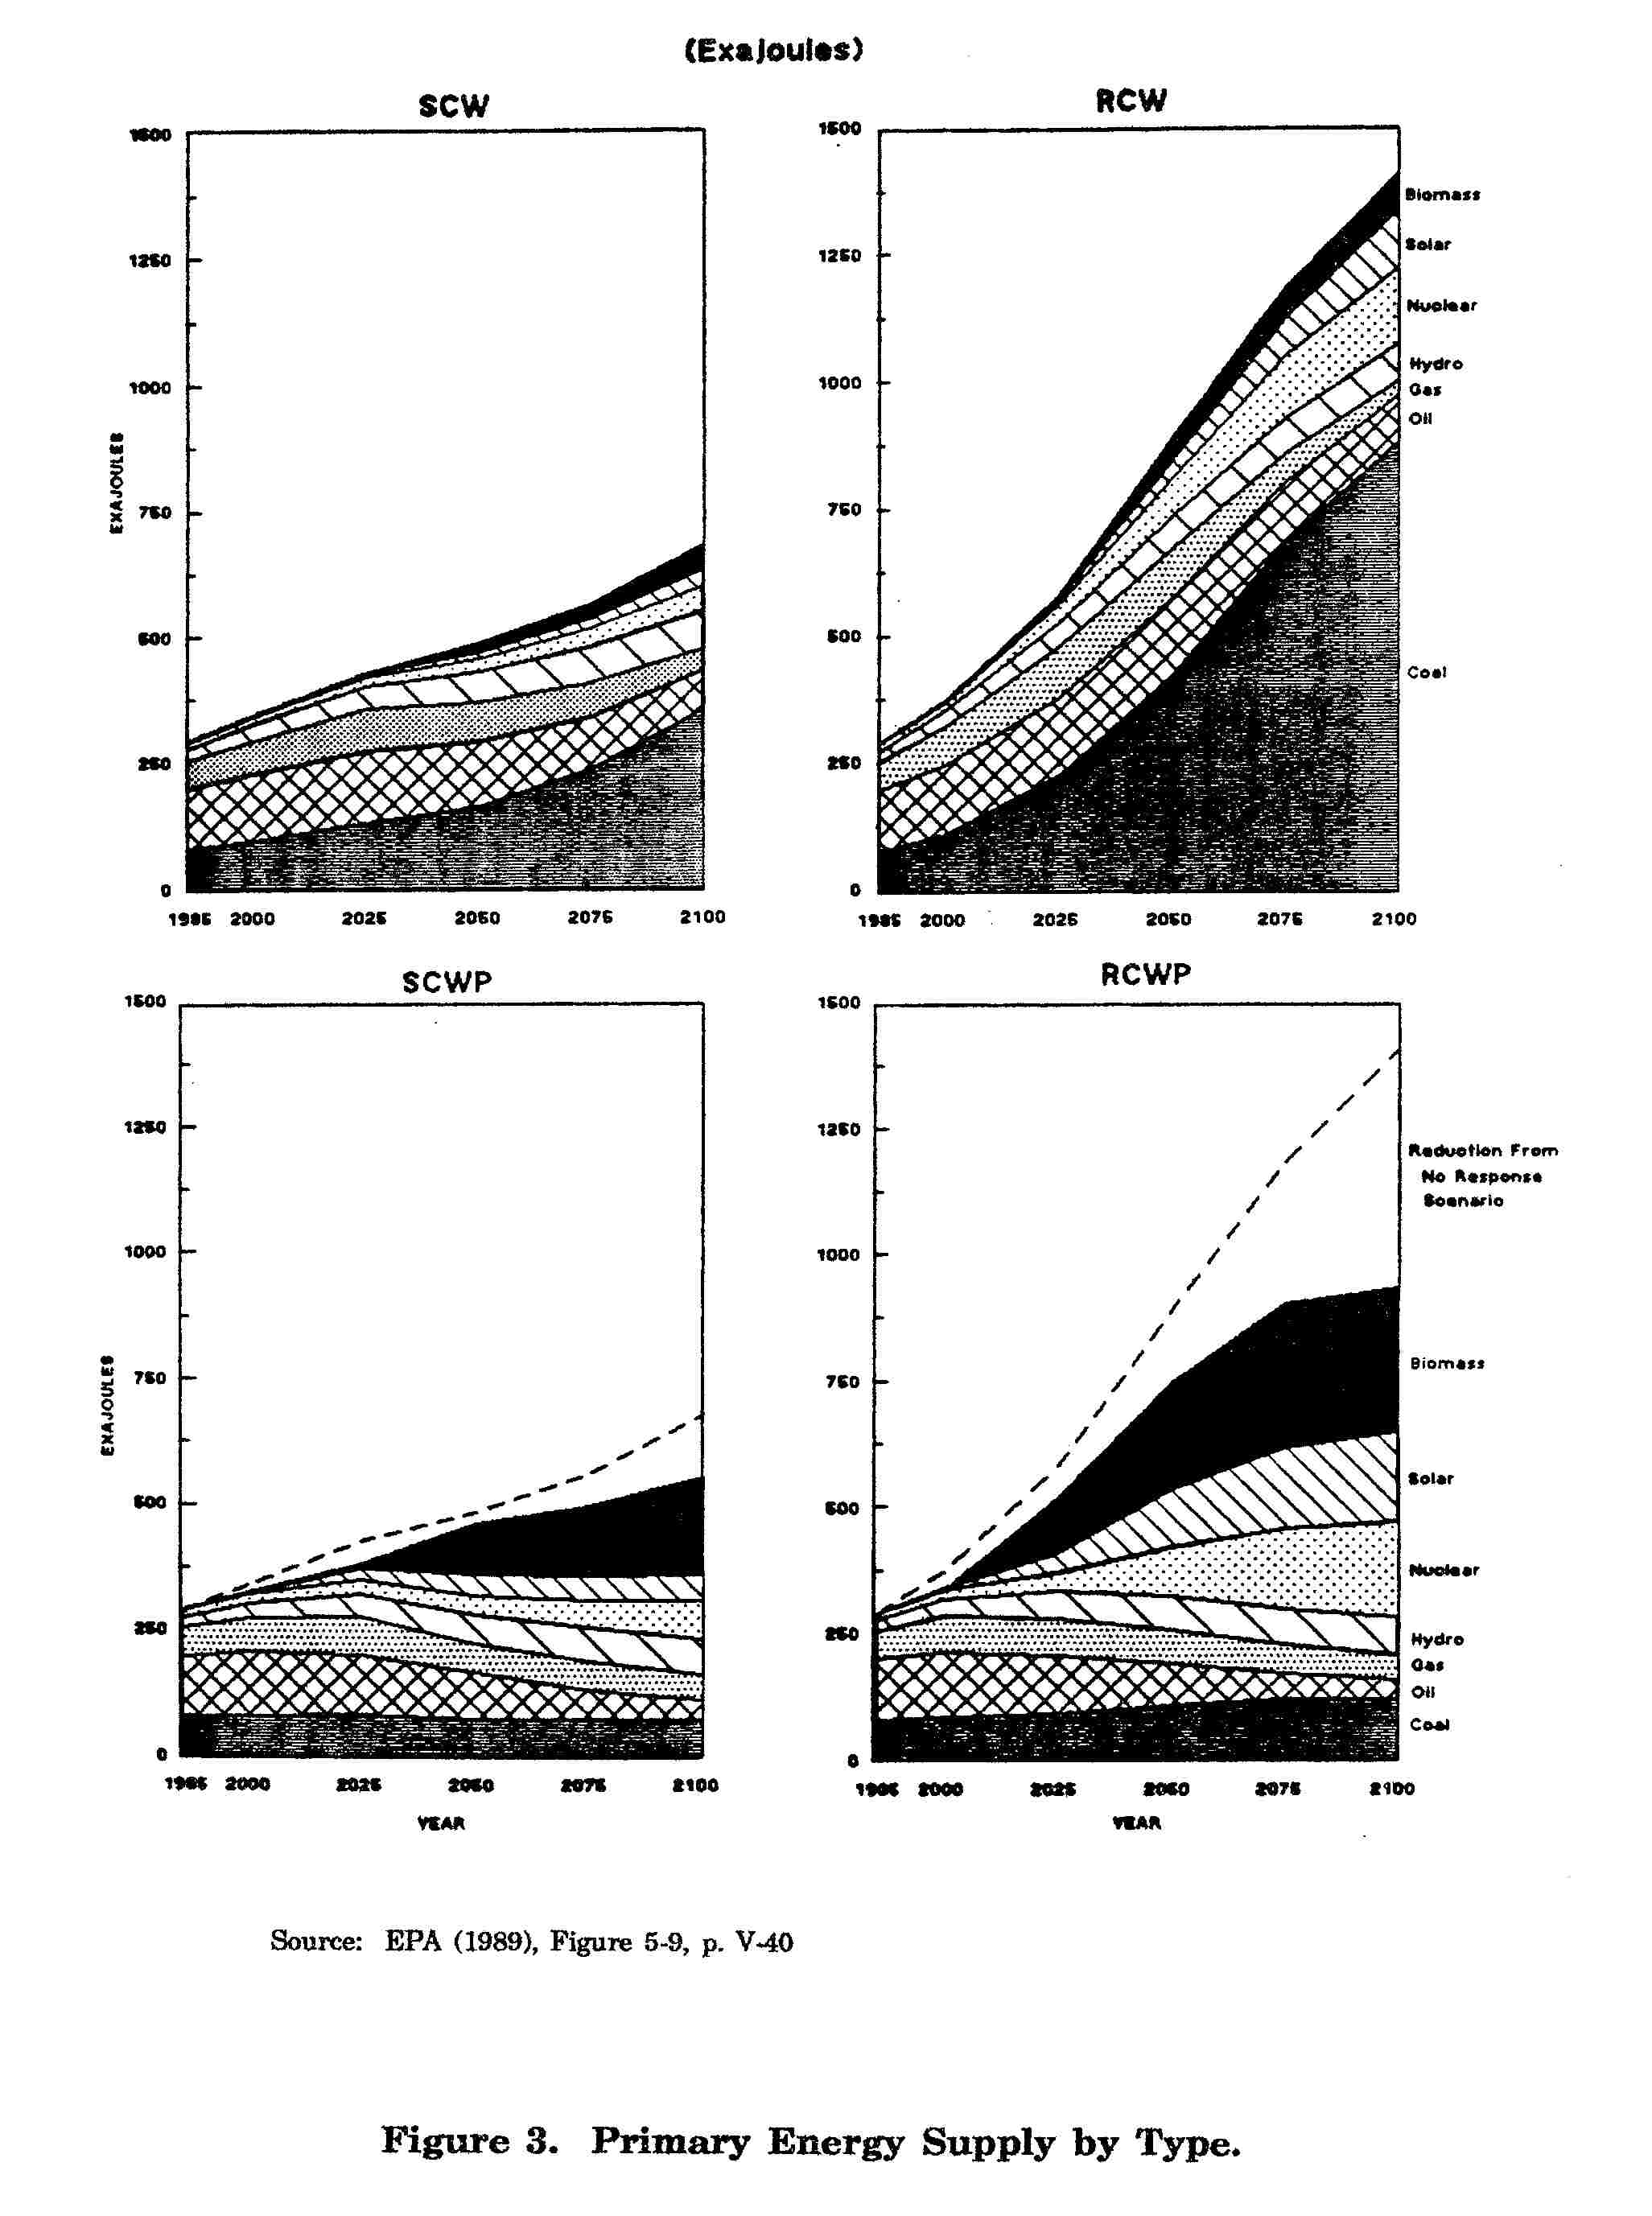 (Exajoules)
SCW
1500
1250
1000
750
500
250
0
EXAJOULES
1985 2000 2025 2050 2075 2100
RCW
1500
1250
1000
750
500
250
0
1985 2000 2025 2050 2075 2100
Biomass
Solar
Nuclear
Hydro
Gas
Oil
Coal
SCWP
1500
1250
1000
750
500
250
0
EXAJOULES
1985 2000 2025 2050 2075 2100
YEAR
RCWP
1500
1250
1000
750
500
250
0
1985 2000 2025 2050 2075 2100
YEAR
Reduction From
No Response
Scenario
Biomass
Solar
Nuclear
Hydro
Gas
Oil
Coal
Source: EPA (1989), Figure 5-9, p. V-40
Figure 3. Primary Energy Supply by Type.